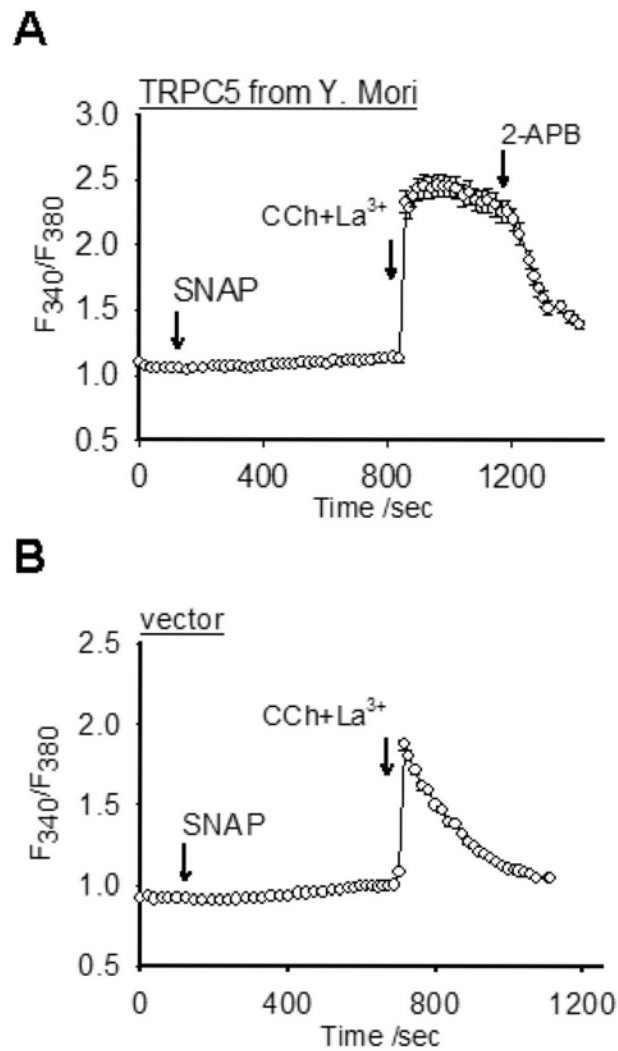 A
TRPC5 from Y. Mori
3.0
2-APB
2.5
CCh+La3+
2.0
F340/F380
SNAP
1.5
1.0
0.5
0 400 800 1200
Time /sec
B
vector
2.5
CCh+La3+
2.0
F340/F380
1.5
SNAP
1.0
0.5
0 400 800 1200
Time /sec